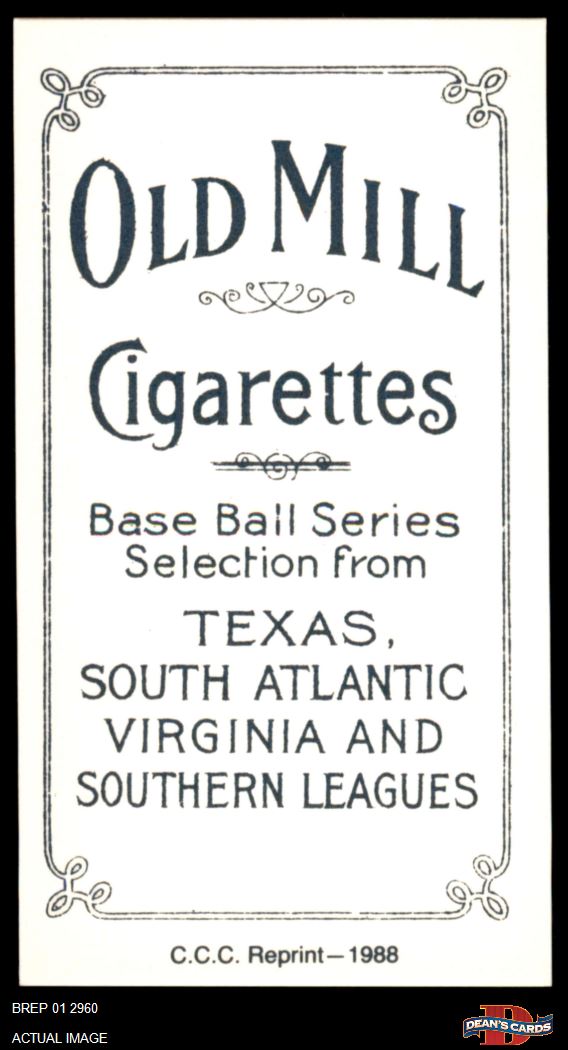 OLD MILL
Cigarettes
Base Ball Series
Selection from
TEXAS,
SOUTH ATLANTIC
VIRGINIA AND
SOUTHERN LEAGUES
C.C.C. Reprint—1988
BREP 01 2960
ACTUAL IMAGE
D
DEAN'S CARDS